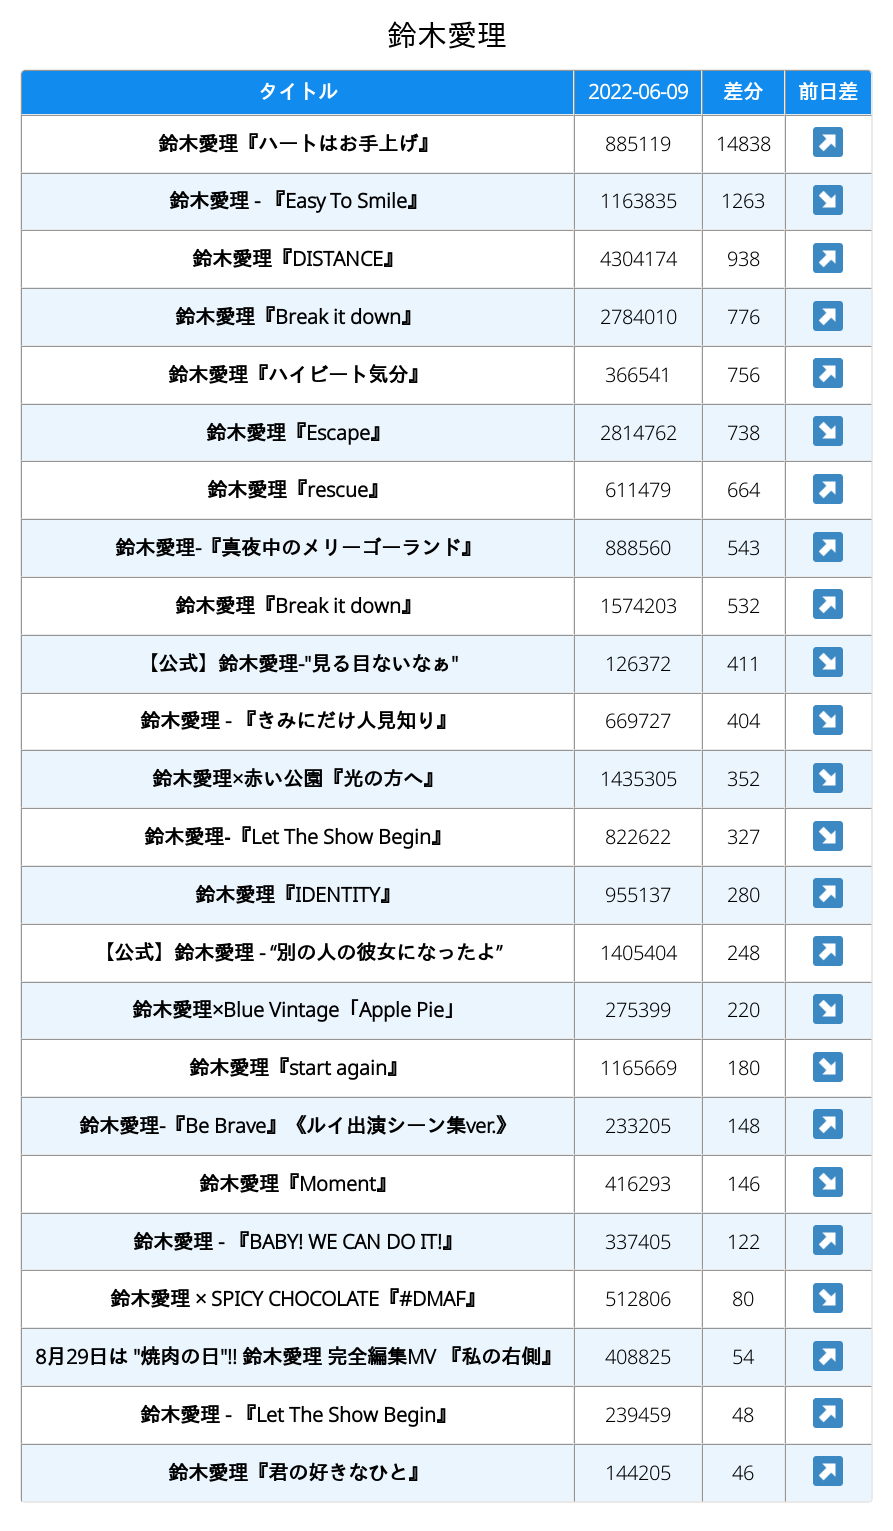 鈴木愛理
タイトル 2022-06-09 差分 前日差
鈴木愛理『ハートはお手上げ』 885119 14838 ↗
鈴木愛理 - 『Easy To Smile』 1163835 1263 ↘
鈴木愛理『DISTANCE』 4304174 938 ↗
鈴木愛理『Break it down』 2784010 776 ↗
鈴木愛理『ハイビート気分』 366541 756 ↗
鈴木愛理『Escape』 2814762 738 ↘
鈴木愛理『rescue』 611479 664 ↗
鈴木愛理-『真夜中のメリーゴーランド』 888560 543 ↗
鈴木愛理『Break it down』 1574203 532 ↗
【公式】鈴木愛理-"見る目ないなぁ" 126372 411 ↘
鈴木愛理 - 『きみにだけ人見知り』 669727 404 ↘
鈴木愛理×赤い公園『光の方へ』 1435305 352 ↘
鈴木愛理-『Let The Show Begin』 822622 327 ↘
鈴木愛理『IDENTITY』 955137 280 ↗
【公式】鈴木愛理 - “別の人の彼女になったよ” 1405404 248 ↗
鈴木愛理×Blue Vintage「Apple Pie」 275399 220 ↘
鈴木愛理『start again』 1165669 180 ↘
鈴木愛理-『Be Brave』《ルイ出演シーン集ver.》 233205 148 ↗
鈴木愛理『Moment』 416293 146 ↘
鈴木愛理 - 『BABY! WE CAN DO IT!』 337405 122 ↗
鈴木愛理 × SPICY CHOCOLATE『#DMAF』 512806 80 ↘
8月29日は "焼肉の日"!! 鈴木愛理 完全編集MV 『私の右側』 408825 54 ↗
鈴木愛理 - 『Let The Show Begin』 239459 48 ↗
鈴木愛理『君の好きなひと』 144205 46 ↗